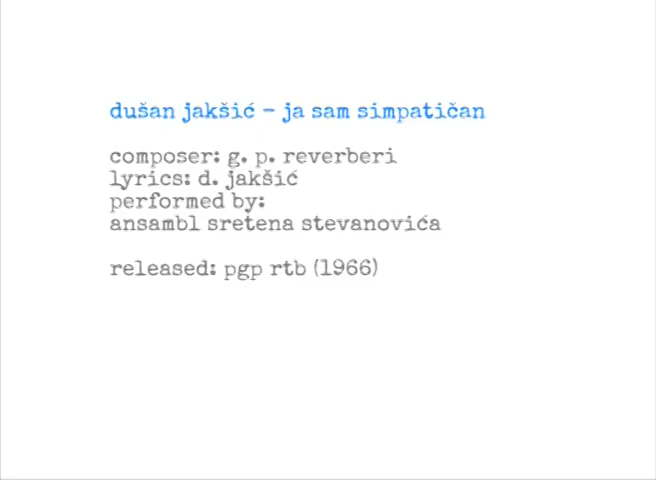 dušan jakšić - ja sam simpatičan
composer: g. p. reverberi
lyrics: d. jakšić
performed by:
ansambl sretena stevanovića
released: pgp rtb (1966)